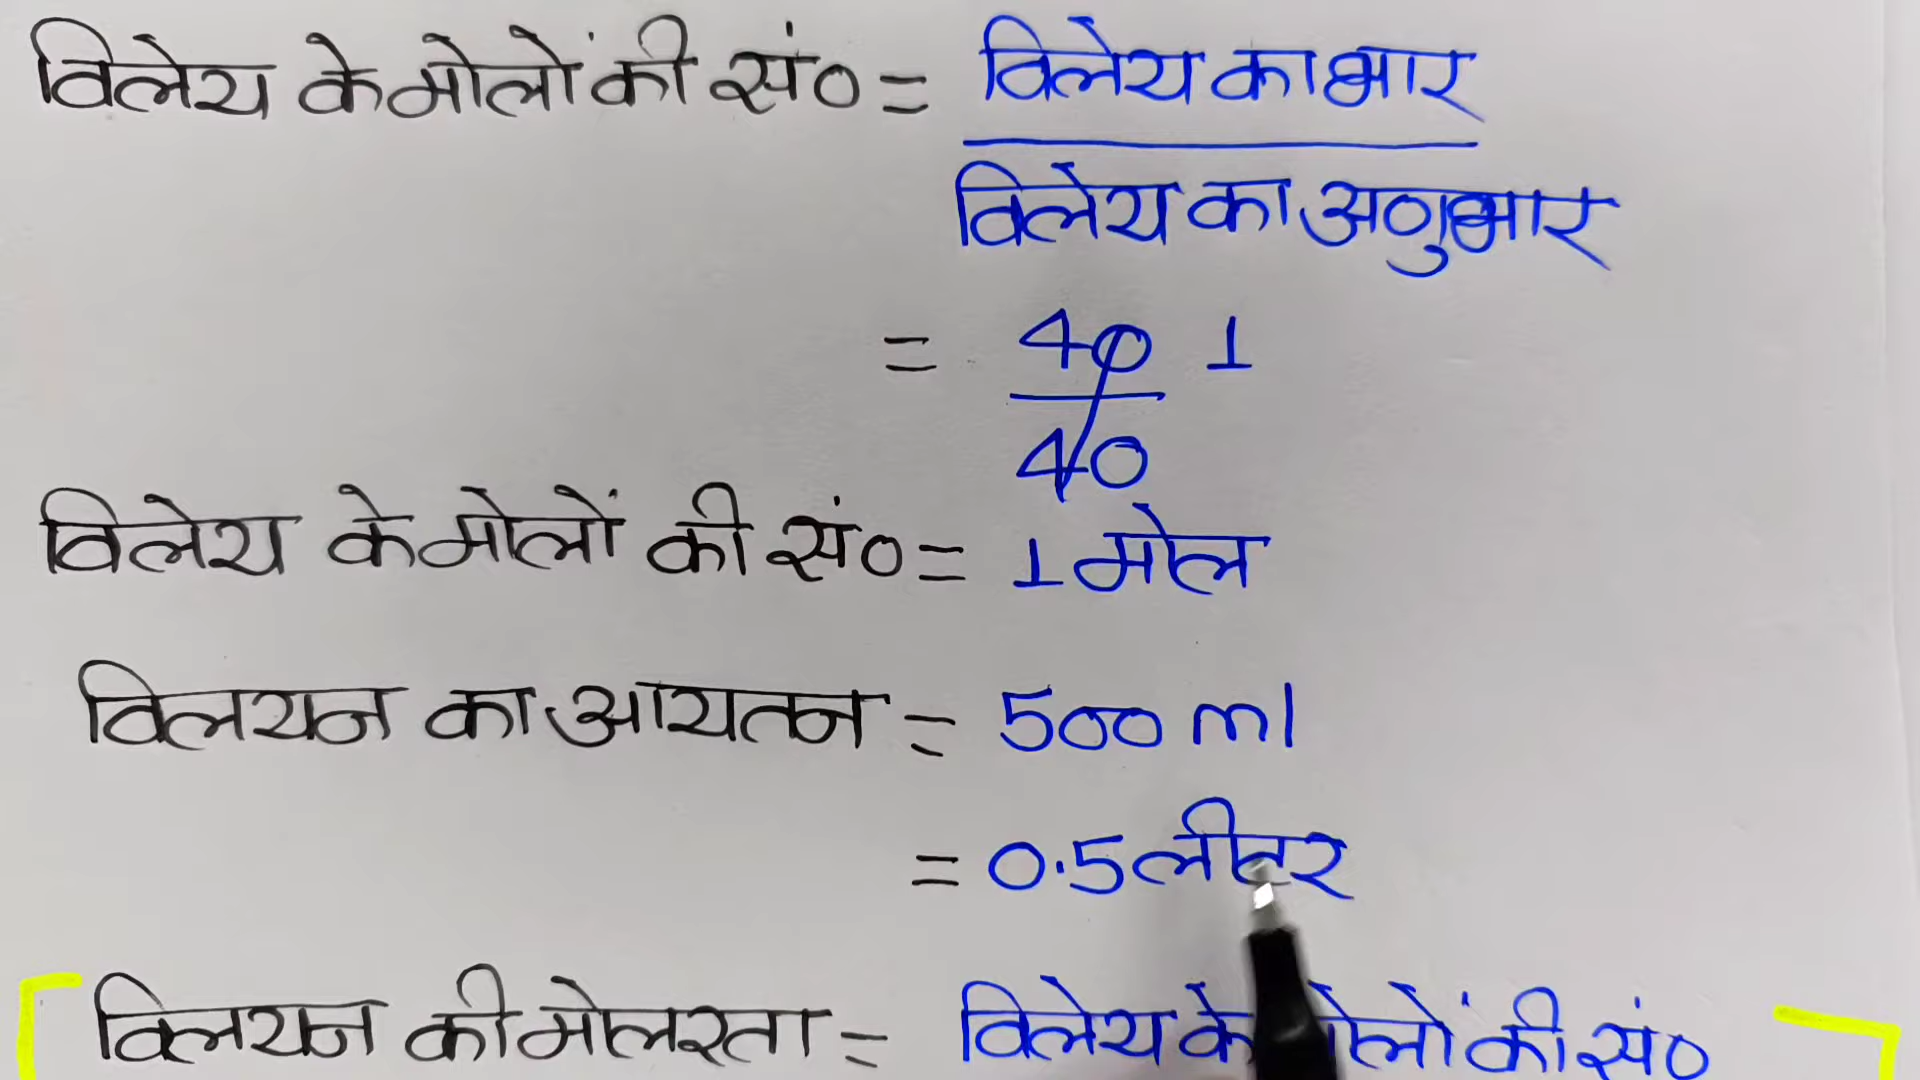 विलेय के मोलों की सं० = विलेय का भार
विलेय का अणुभार
= 40 1
40
विलेय के मोलों की सं० = 1 मोल
विलयन का आयतन = 500 ml
= 0.5 लीटर
विलयन की मोलरता = विलेय के मोलों की सं०